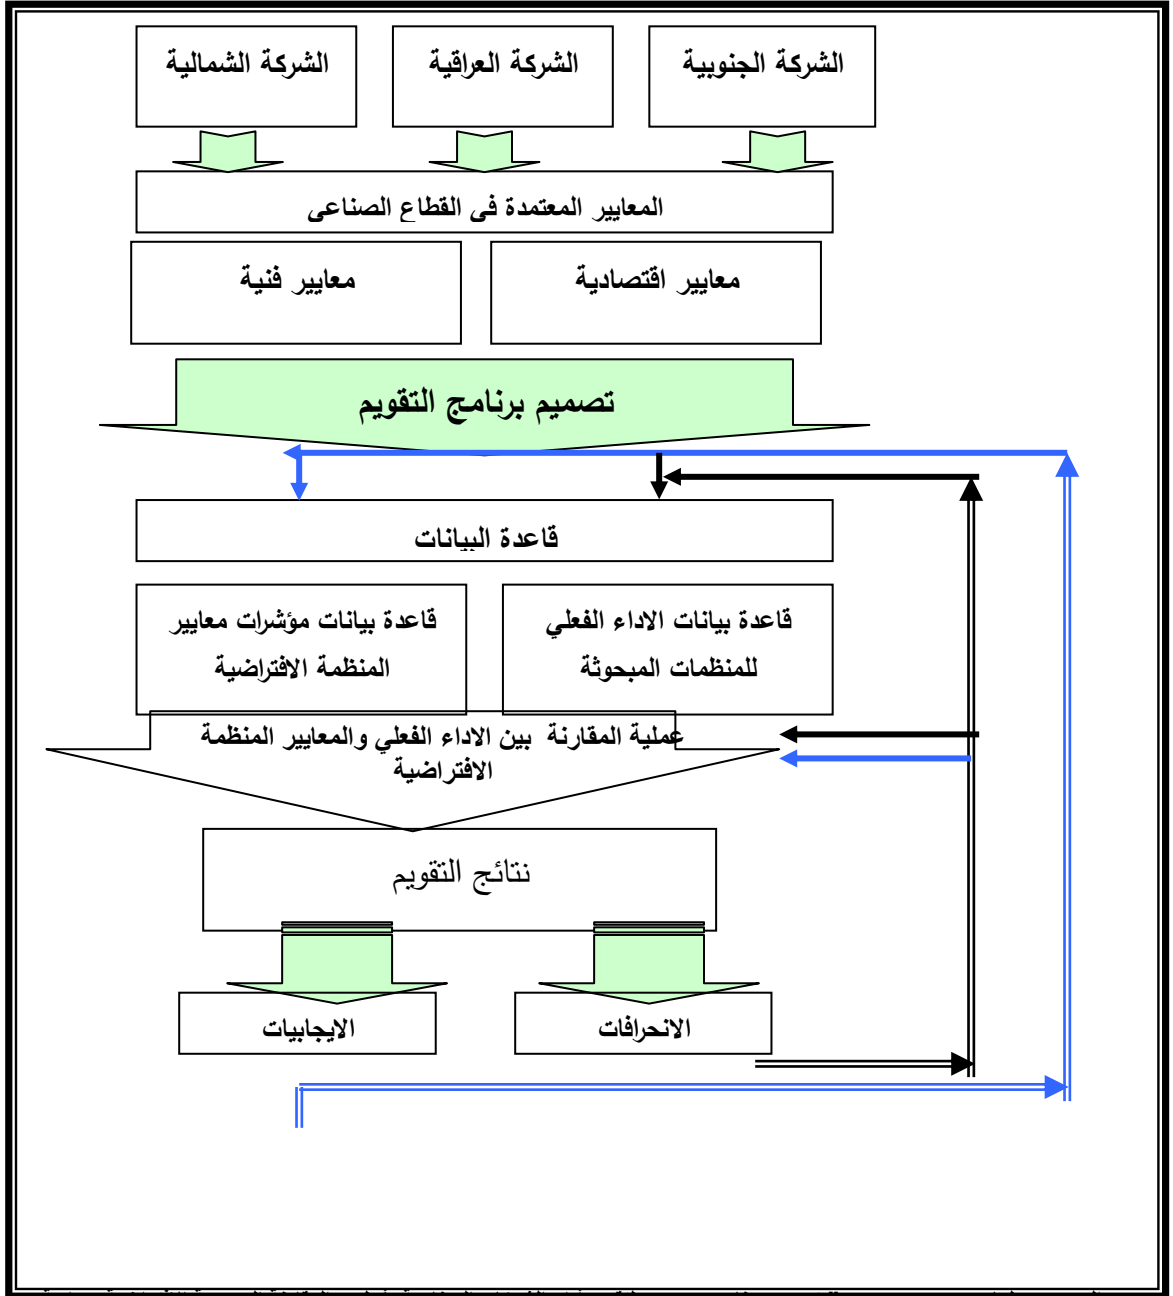 الشركة الجنوبية
الشركة العراقية
الشركة الشمالية
المعايير المعتمدة في القطاع الصناعي
معايير اقتصادية
معايير فنية
تصميم برنامج التقويم
قاعدة البيانات
قاعدة بيانات الاداء الفعلي
للمنظمات المبحوثة
قاعدة بيانات مؤشرات معايير
المنظمة الافتراضية
عملية المقارنة بين الاداء الفعلي والمعايير المنظمة
الافتراضية
نتائج التقويم
الانحرافات
الايجابيات